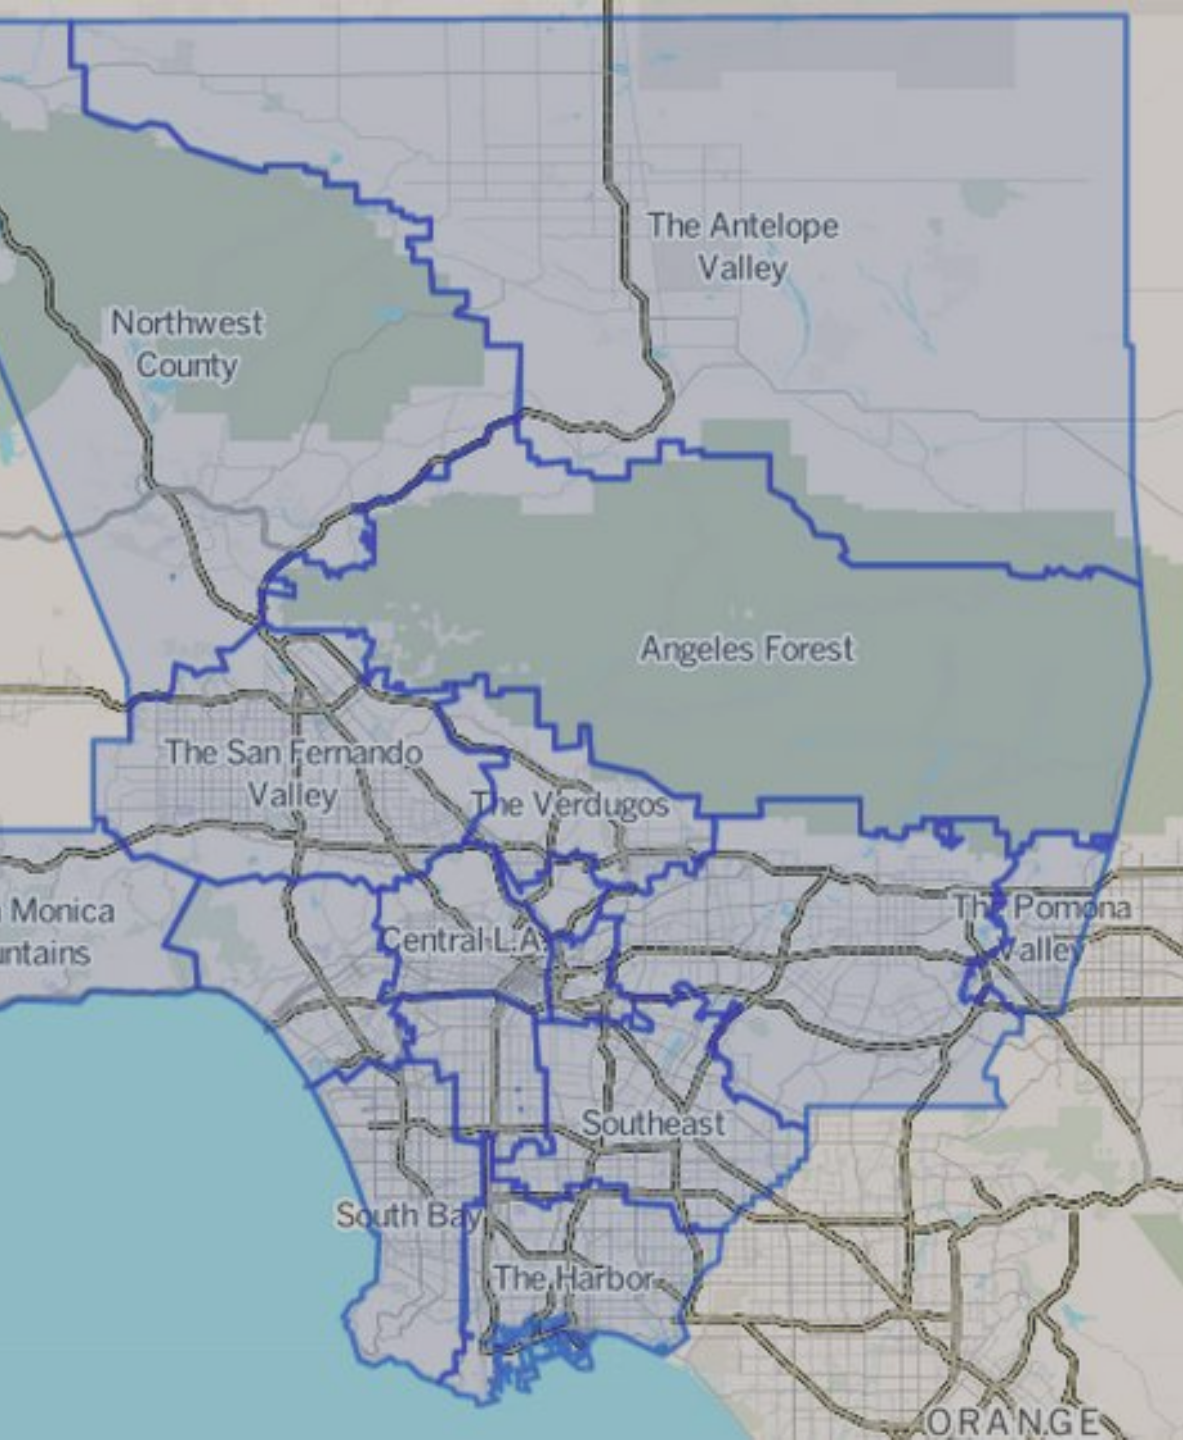 The Antelope
Valley
Northwest
County
Angeles Forest
The San Fernando
Valley
The Verdugos
Monica
The Pomona
Valley
Central L.A.
untains
Southeast
South Bay
The Harbor
ORANGE